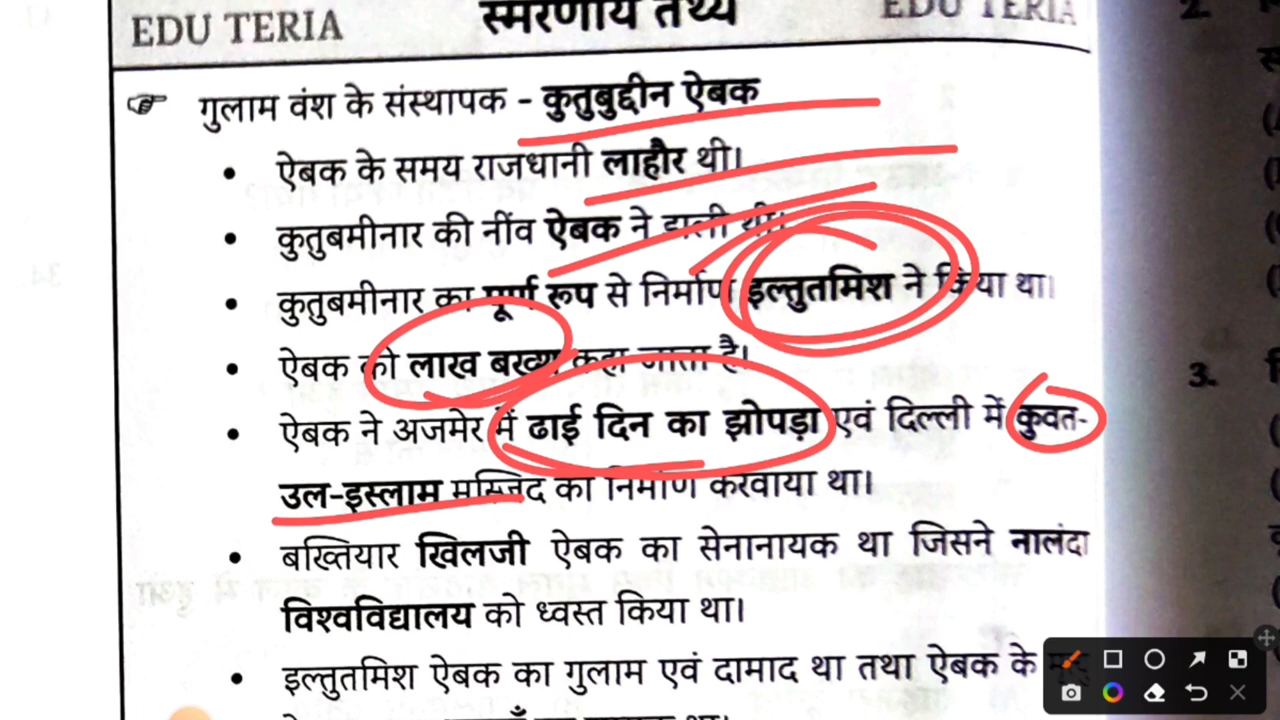 EDU TERIA स्मरणीय तथ्य EDU TERIA
☞ गुलाम वंश के संस्थापक - कुतुबुद्दीन ऐबक
• ऐबक के समय राजधानी लाहौर थी।
• कुतुबमीनार की नींव ऐबक ने डाली थी।
• कुतुबमीनार का पूर्ण रूप से निर्माण इल्तुतमिश ने किया था।
• ऐबक को लाख बख्श कहा जाता है।
• ऐबक ने अजमेर में ढाई दिन का झोपड़ा एवं दिल्ली में कुवत-
उल-इस्लाम मस्जिद का निर्माण करवाया था।
• बख्तियार खिलजी ऐबक का सेनानायक था जिसने नालंदा
विश्वविद्यालय को ध्वस्त किया था।
• इल्तुतमिश ऐबक का गुलाम एवं दामाद था तथा ऐबक के
2.
3.